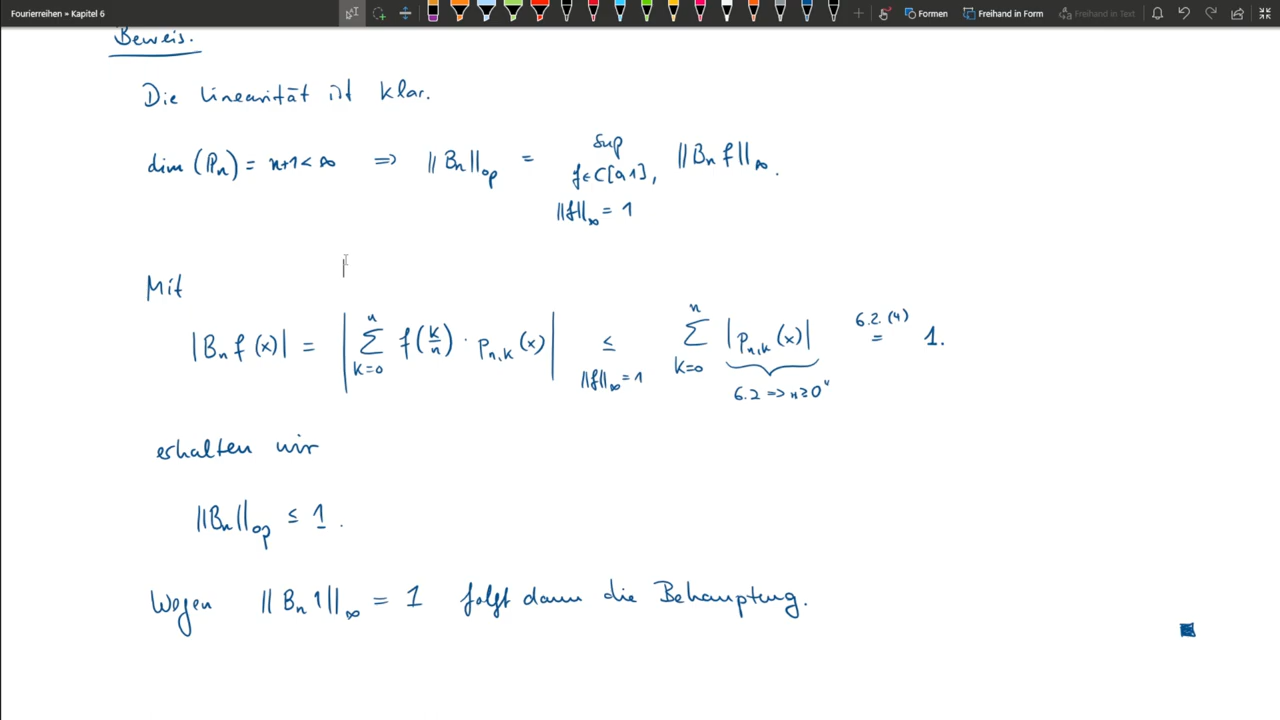 Fourierreihen » Kapitel 6
Formen
Freihand in Form
Freihand in Text
Beweis.
Die Linearität ist klar.
dim (Pₙ) = n+1 < ∞ ⇒ ‖Bₙ‖op = sup f∈C[0,1], ‖f‖∞ = 1 ‖Bₙ f‖∞.
Mit
|Bₙ f (x)| = | ∑ₖ₌₀ⁿ f(k/n) · pₙ,ₖ (x) | ≤ ‖f‖∞ = 1 ∑ₖ₌₀ⁿ |pₙ,ₖ (x)| 6.2 (4) = 1.
6.2 ⇒ „≥0"
erhalten wir
‖Bₙ‖op ≤ 1.
Wegen ‖Bₙ 1‖∞ = 1 folgt dann die Behauptung.